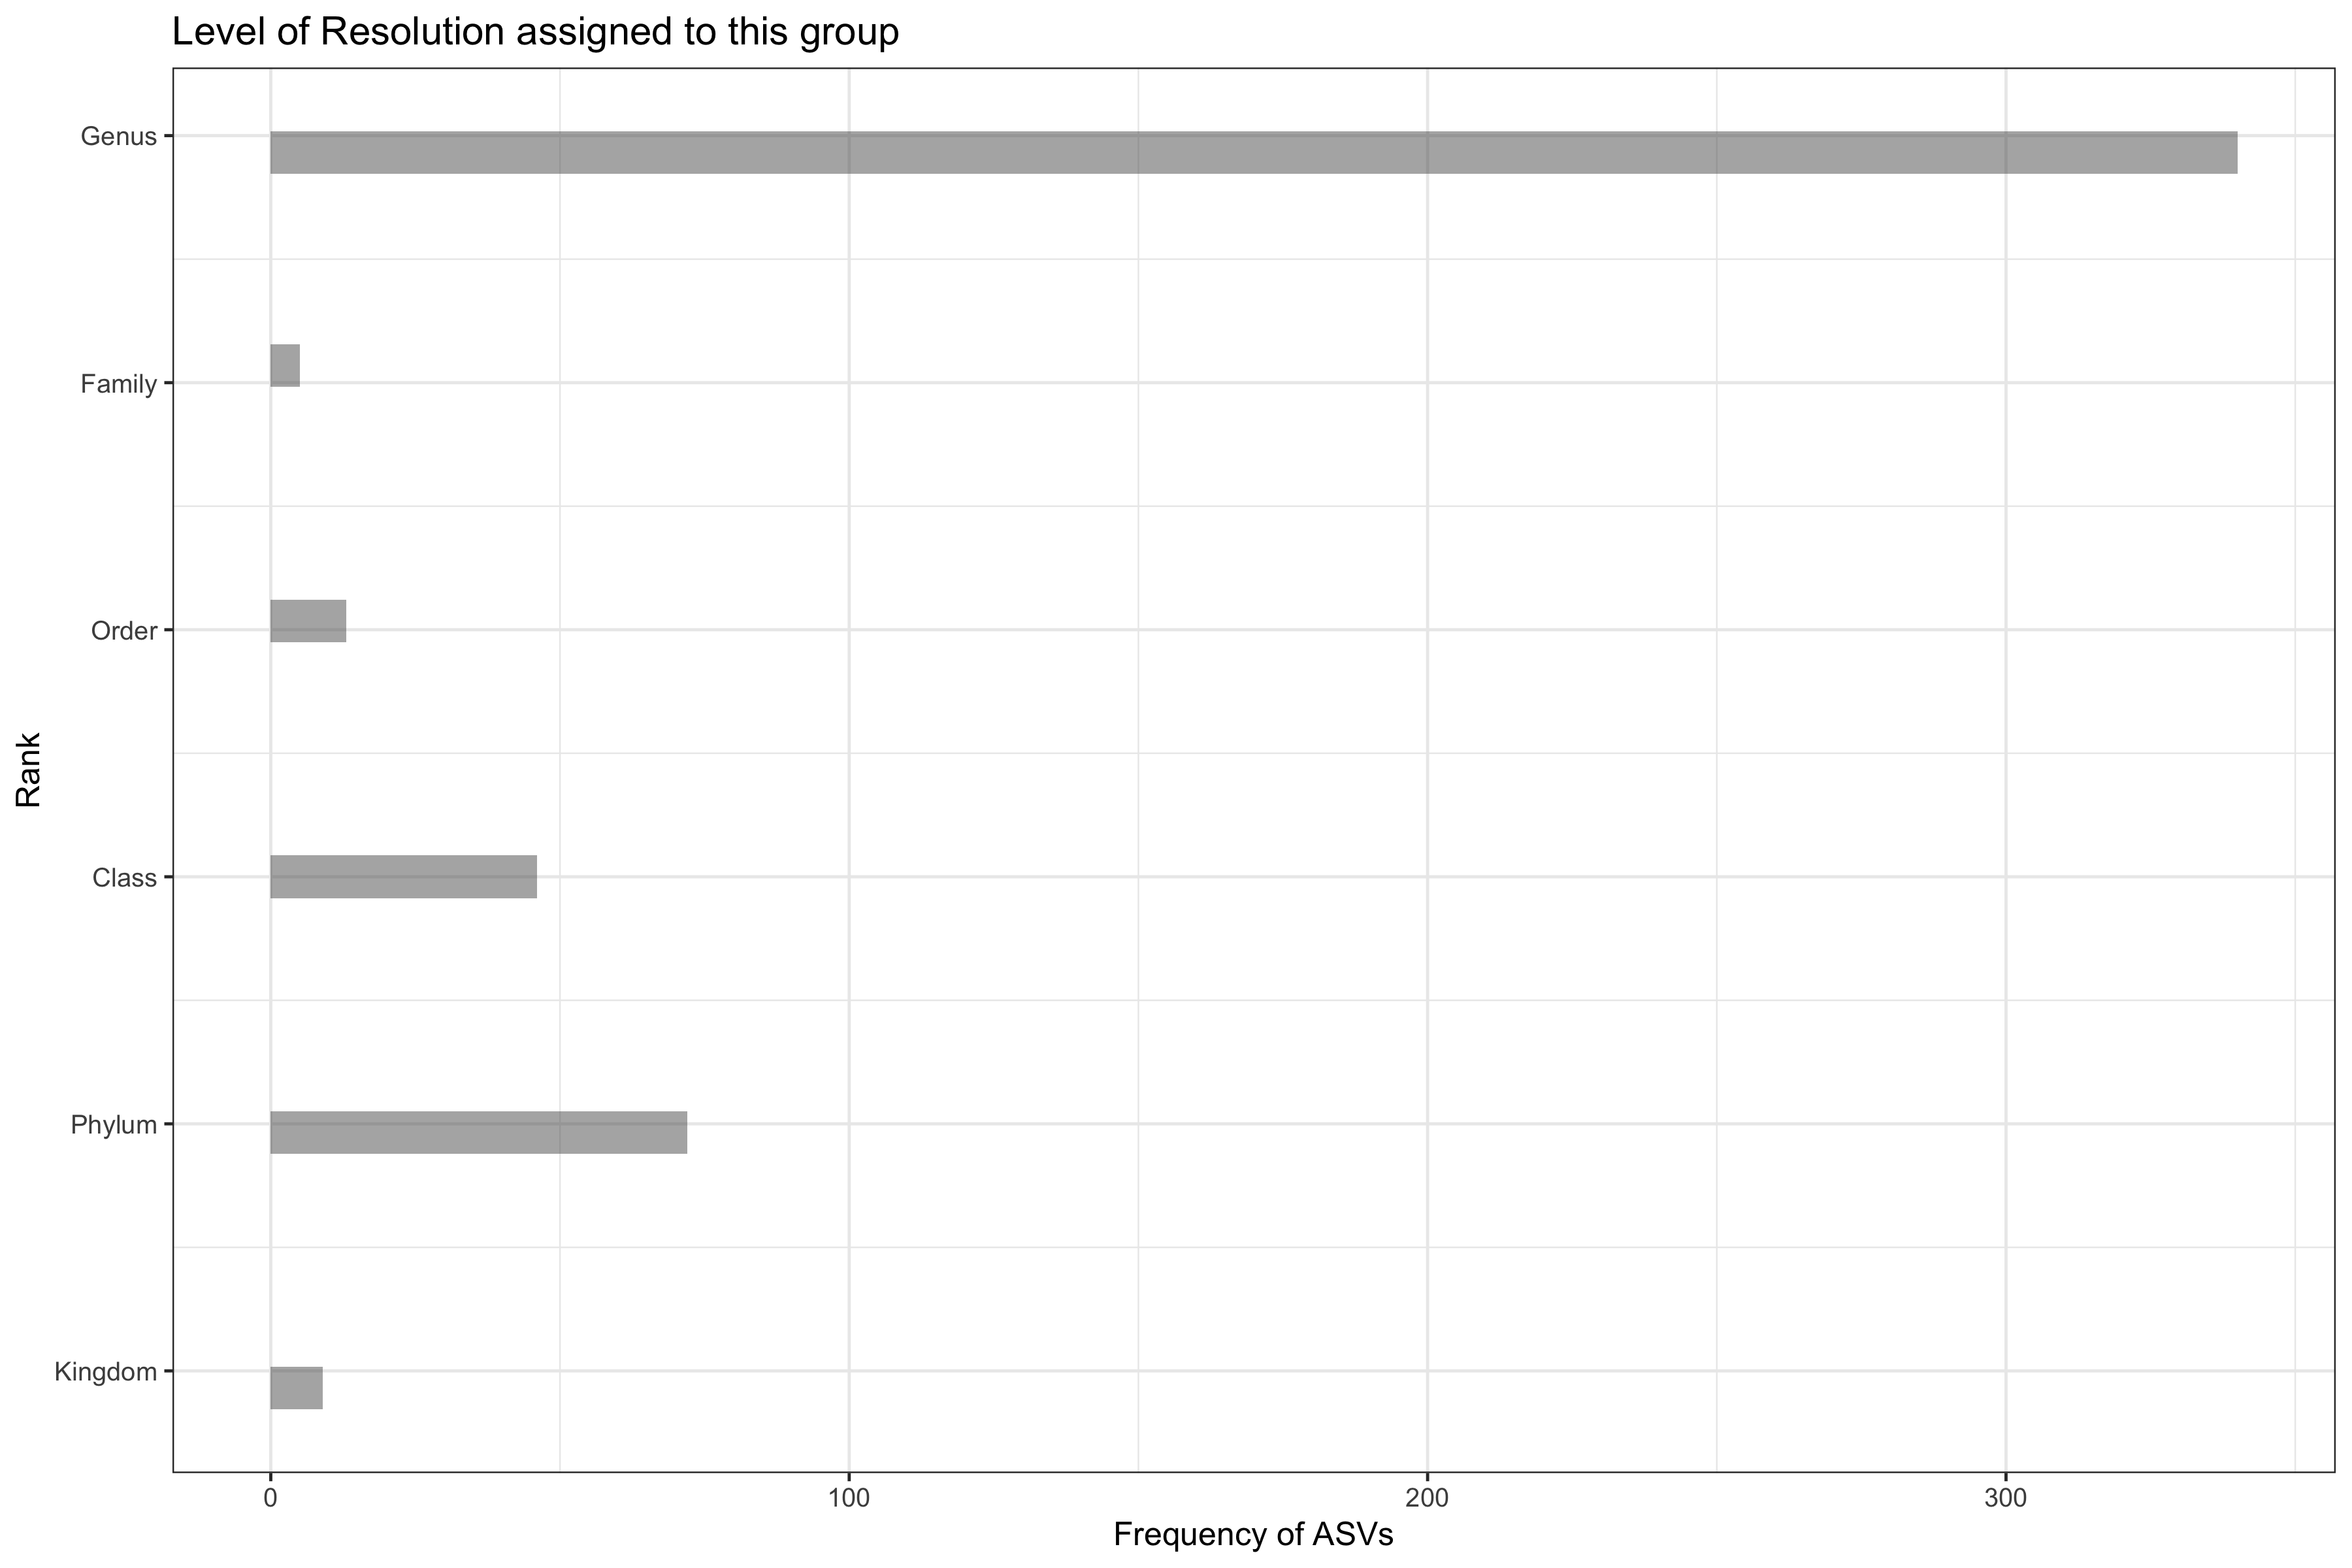 Level of Resolution assigned to this group
Genus
Family
Order
Class
Phylum
Kingdom
Rank
0 100 200 300
Frequency of ASVs